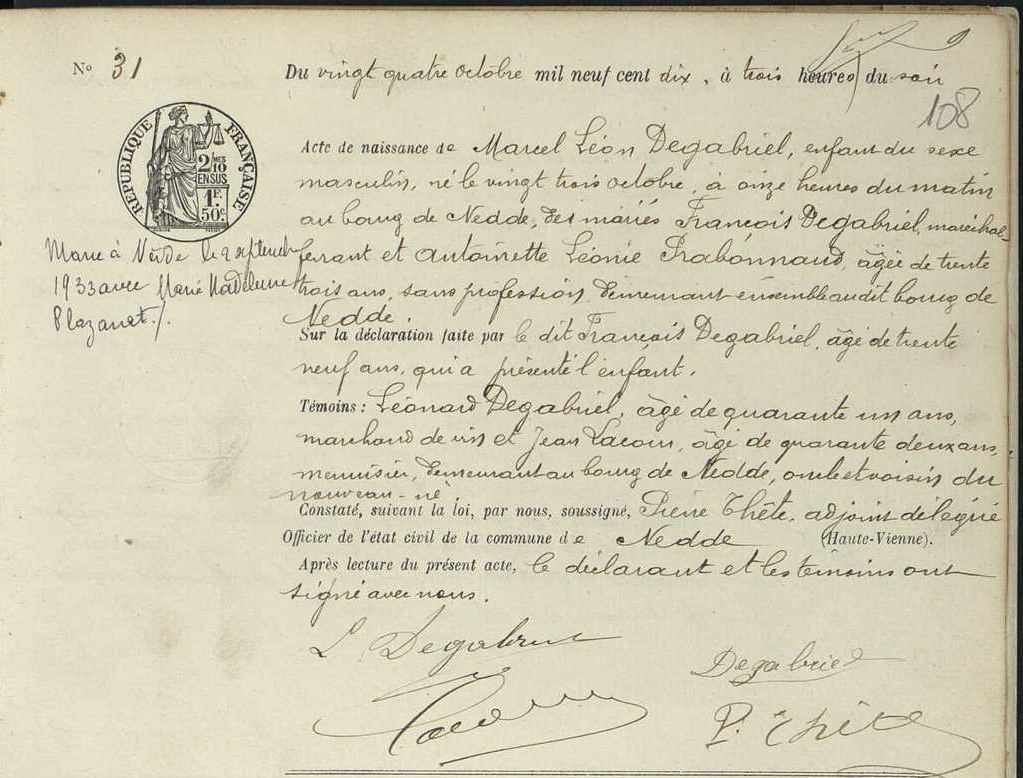 N° 31
Du vingt quatre octobre mil neuf cent dix, à trois heures du soir
108
RÉPUBLIQUE FRANÇAISE
2/10 MES
EN SUS
1F.
50c
Acte de naissance de Marcel Léon Degabriel, enfant du sexe
masculin, né le vingt trois octobre, à onze heures du matin
au bourg de Nedde, des mariés François Degabriel, maréchal-
ferrant et Antoinette Léonie Frabonnaud, âgée de trente
trois ans, sans profession, demeurant ensemble audit bourg de
Nedde.
Marié à Nedde le 2 septembre
1933 avec Marie Madeleine
Plazanet.
Sur la déclaration faite par le dit François Degabriel, âgé de trente
neuf ans, qui a présenté l'enfant.
Témoins : Léonard Degabriel, âgé de quarante un ans,
marchand de vin et Jean Lacour, âgé de quarante deux ans,
menuisier, demeurant au bourg de Nedde, oncle et voisin du
nouveau-né.
Constaté, suivant la loi, par nous, soussigné, Pierre Thête, adjoint délégué
Officier de l'état civil de la commune de Nedde (Haute-Vienne).
Après lecture du présent acte, le déclarant et les témoins ont
signé avec nous.
L Degabriel
Degabriel
P. Thête